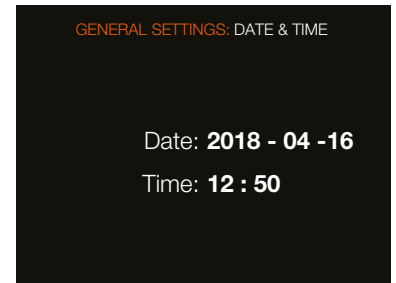 GENERAL SETTINGS: DATE & TIME
Date: 2018 - 04 -16
Time: 12 : 50